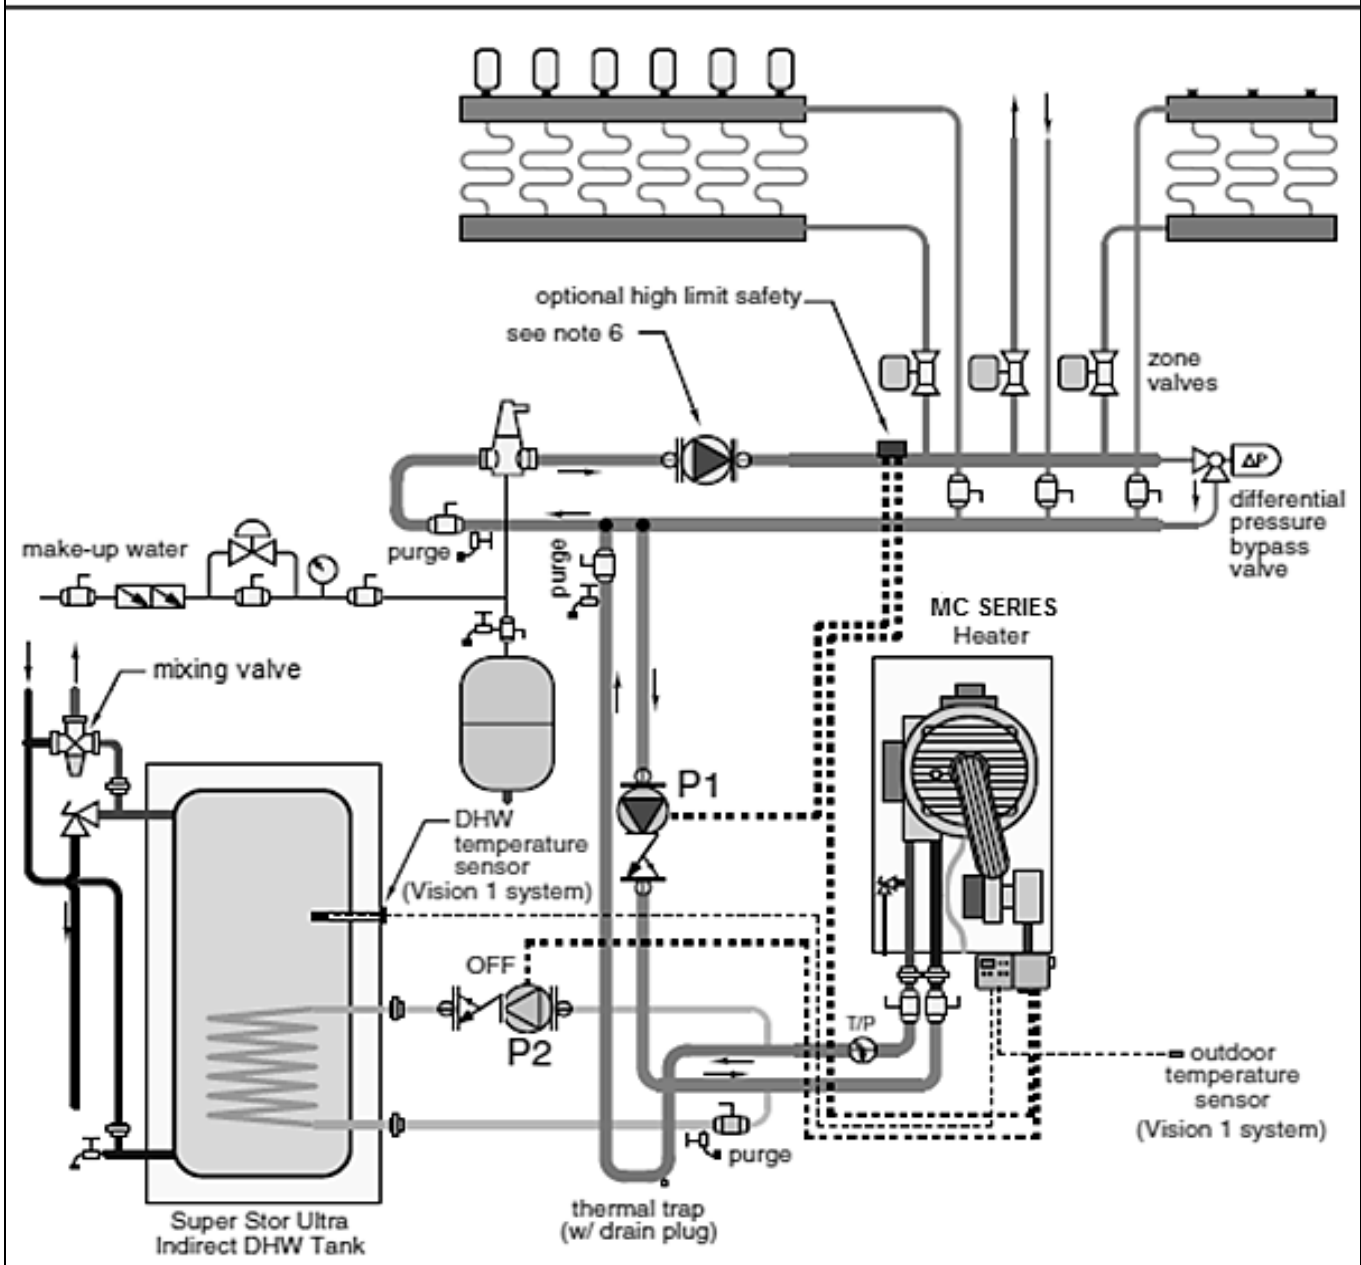 optional high limit safety
see note 6
zone
valves
ΔP
differential
pressure
bypass
valve
purge
purge
make-up water
MC SERIES
Heater
mixing valve
P1
DHW
temperature
sensor
(Vision 1 system)
OFF
P2
T/P
outdoor
temperature
sensor
(Vision 1 system)
purge
thermal trap
(w/ drain plug)
Super Stor Ultra
Indirect DHW Tank